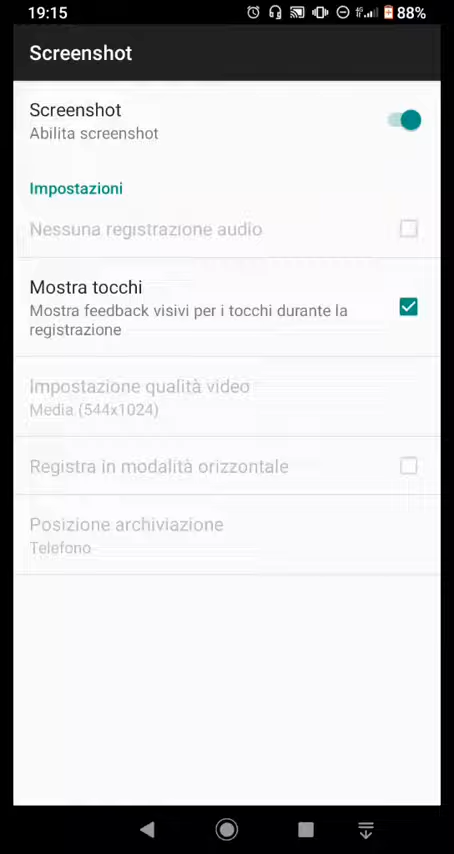 19:15
4G
88%
Screenshot
Screenshot
Abilita screenshot
Impostazioni
Nessuna registrazione audio
Mostra tocchi
Mostra feedback visivi per i tocchi durante la
registrazione
Impostazione qualità video
Media (544x1024)
Registra in modalità orizzontale
Posizione archiviazione
Telefono